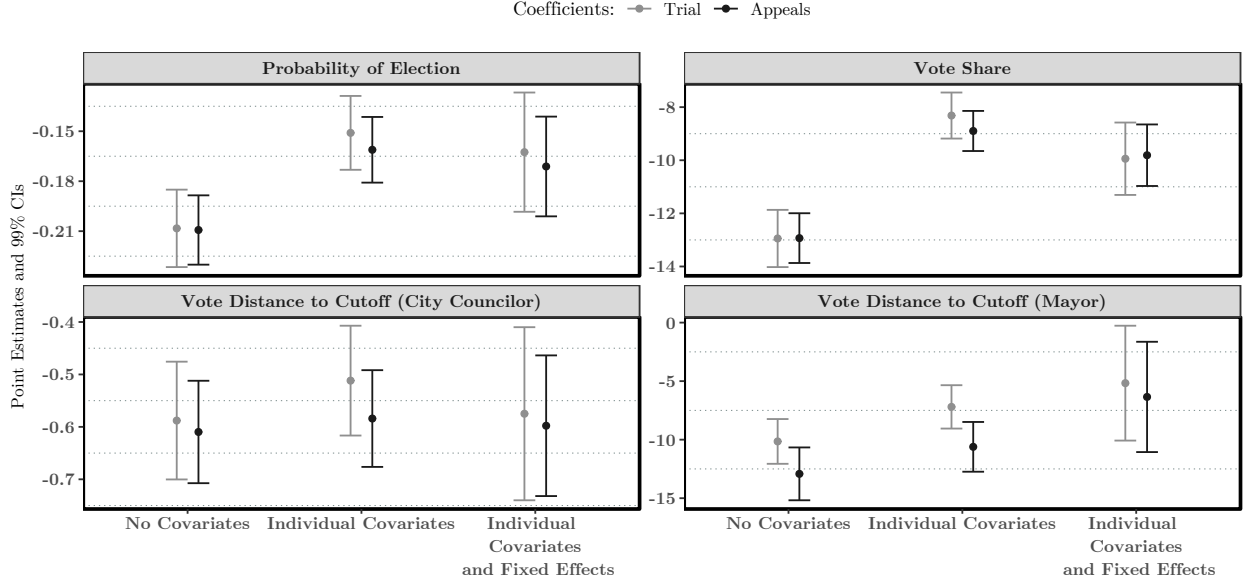 Coefficients: Trial Appeals
Point Estimates and 99% CIs
Probability of Election
-0.15
-0.18
-0.21
Vote Share
-8
-10
-12
-14
Vote Distance to Cutoff (City Councilor)
-0.4
-0.5
-0.6
-0.7
No Covariates
Individual Covariates
Individual
Covariates
and Fixed Effects
Vote Distance to Cutoff (Mayor)
0
-5
-10
-15
No Covariates
Individual Covariates
Individual
Covariates
and Fixed Effects